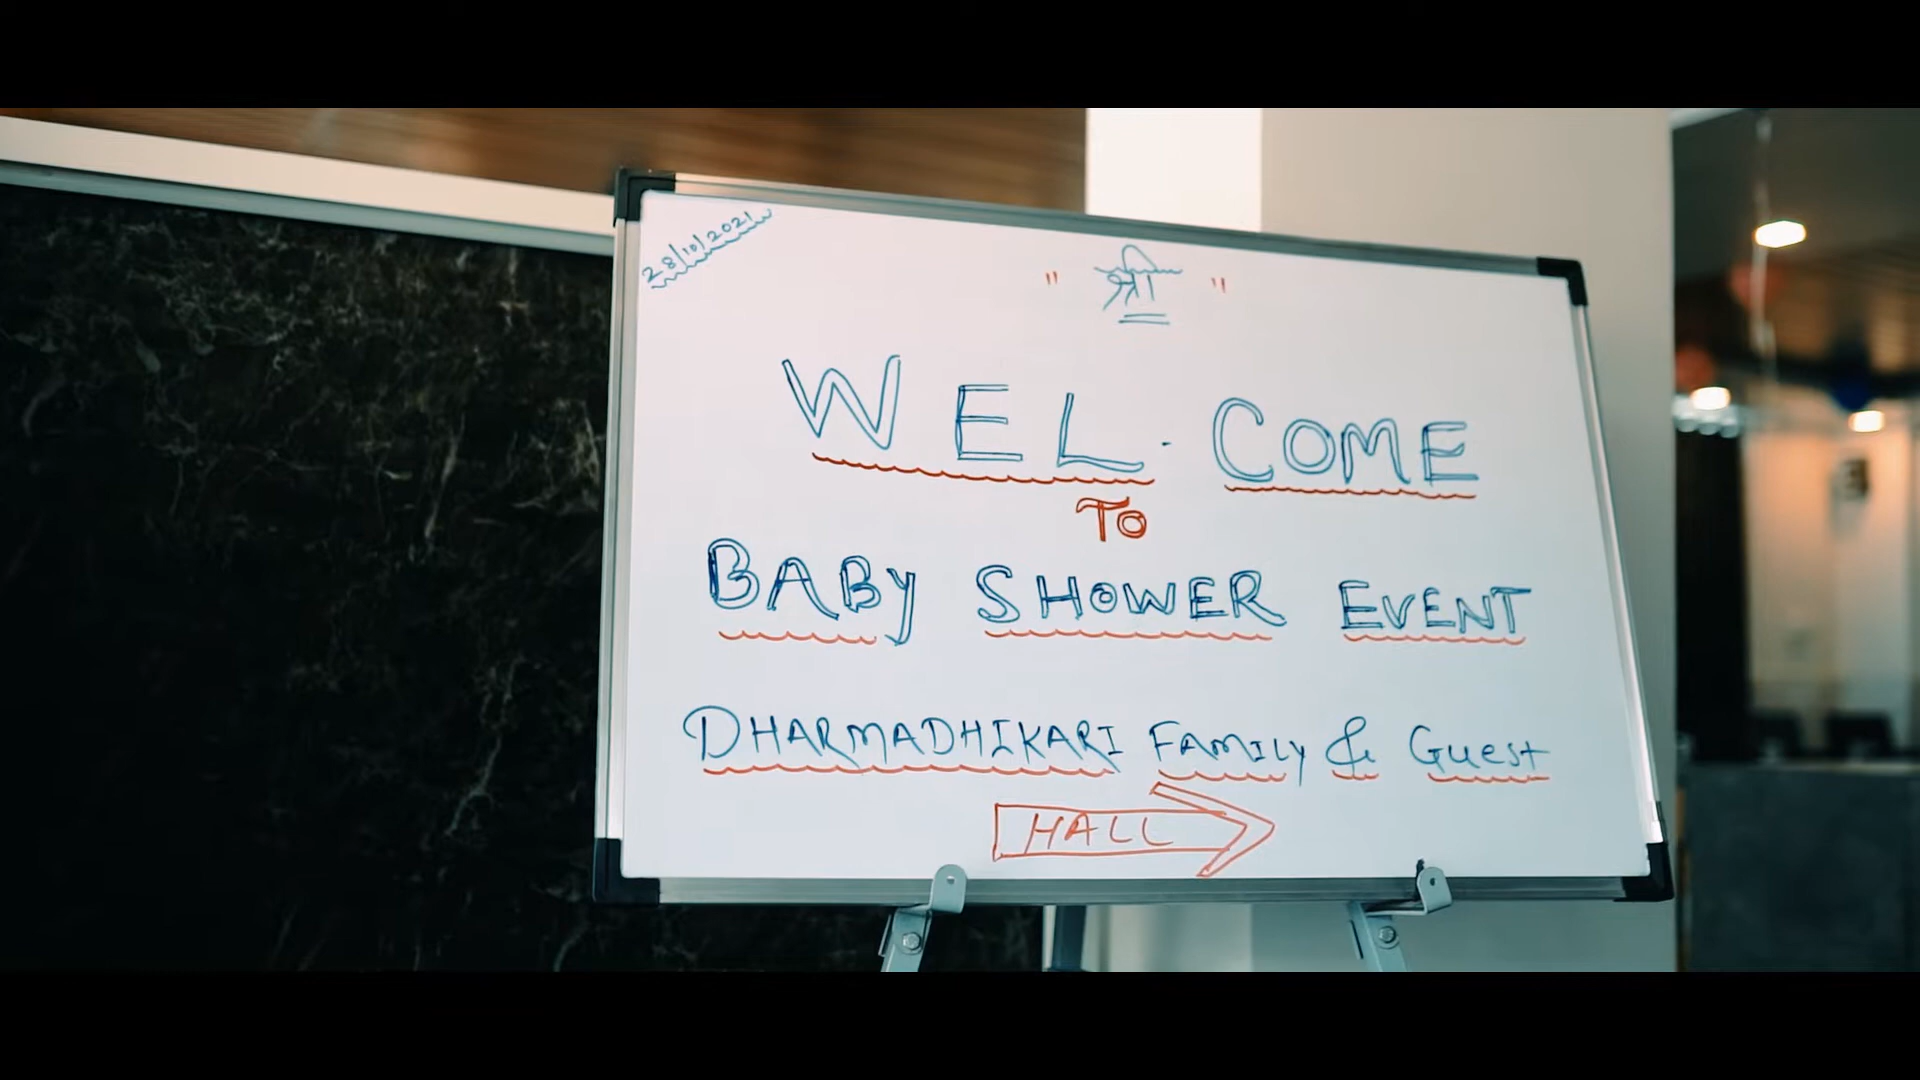 28/10/2021
" श्री "
WEL.COME
TO
BABY SHOWER EVENT
DHARMADHIKARI FAMILY & GUEST
HALL